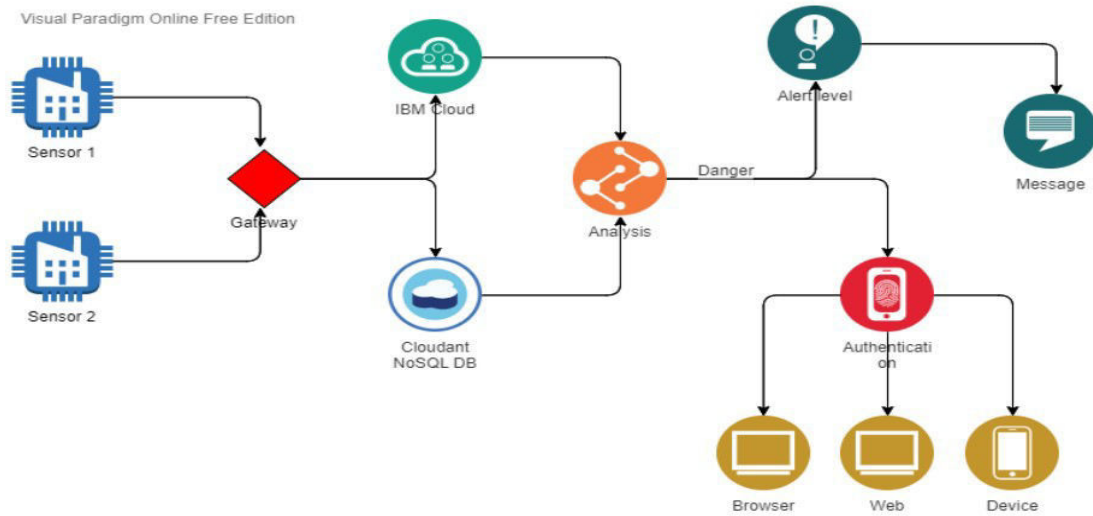 Visual Paradigm Online Free Edition
Sensor 1
Sensor 2
Gateway
IBM Cloud
Cloudant
NoSQL DB
Analysis
Danger
Alert level
Message
Authenticati
on
Browser
Web
Device